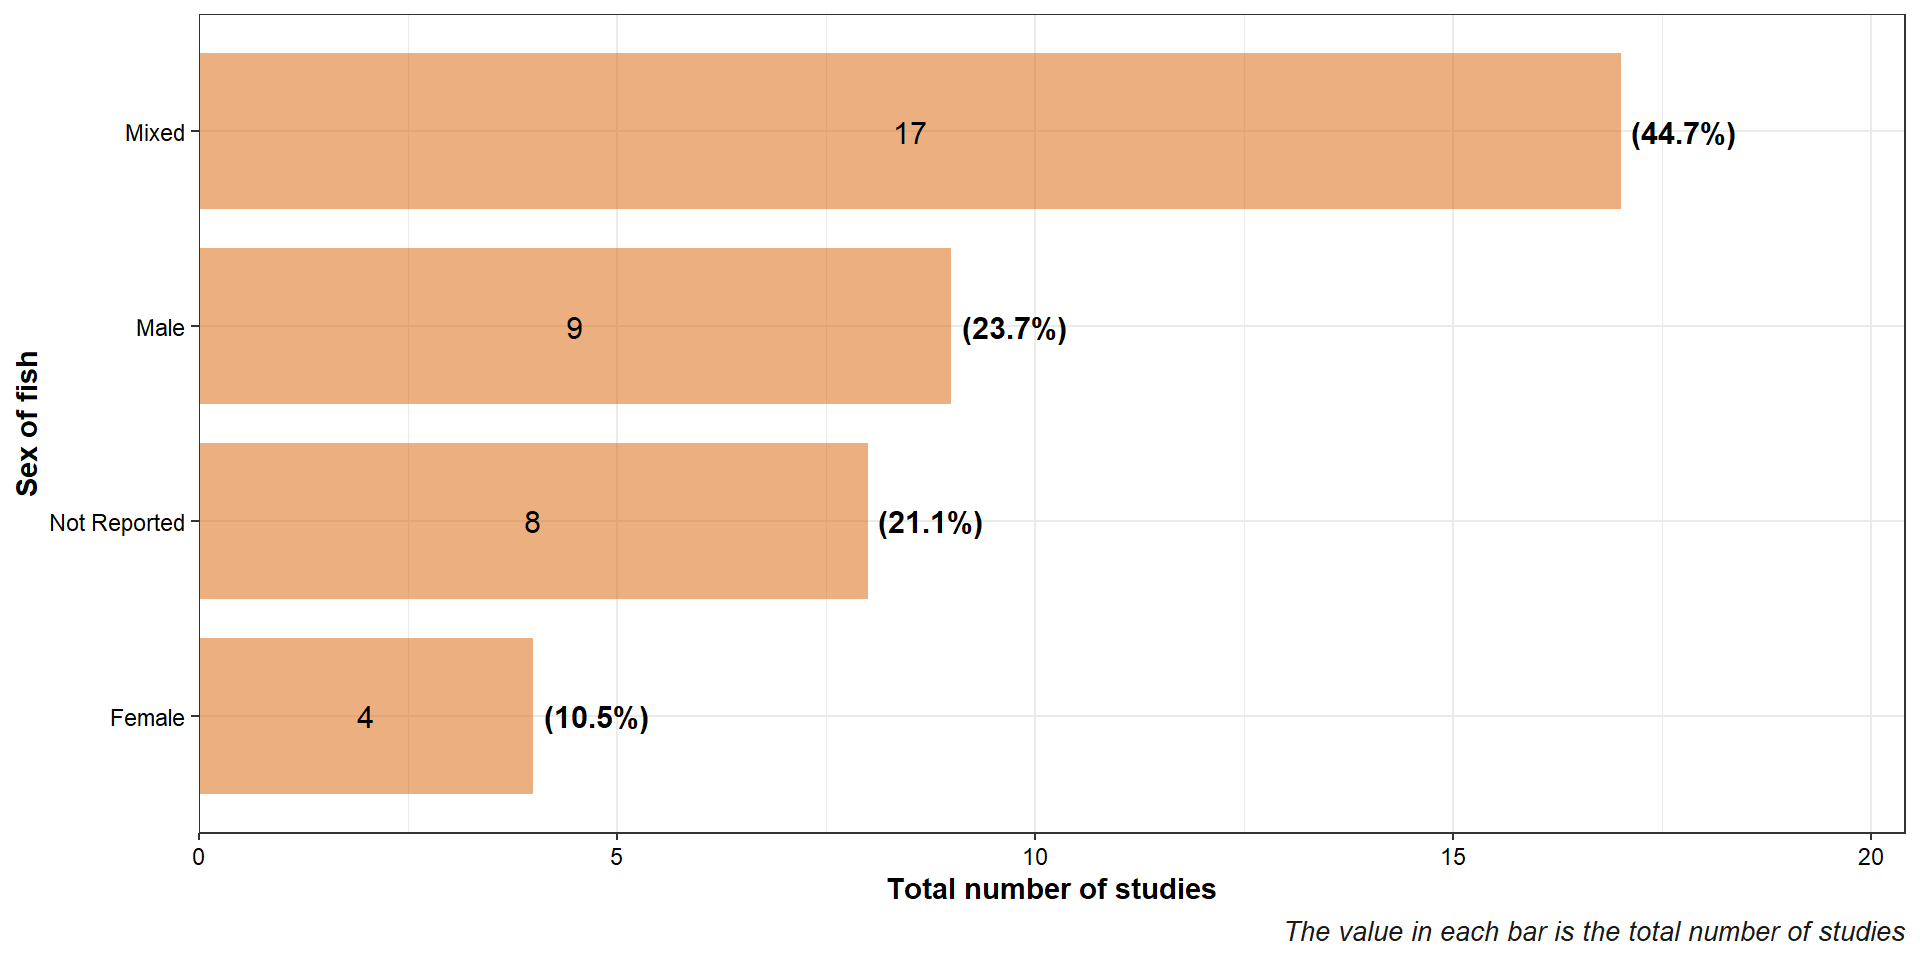 Sex of fish
Mixed
17
(44.7%)
Male
9
(23.7%)
Not Reported
8
(21.1%)
Female
4
(10.5%)
0 5 10 15 20
Total number of studies
The value in each bar is the total number of studies